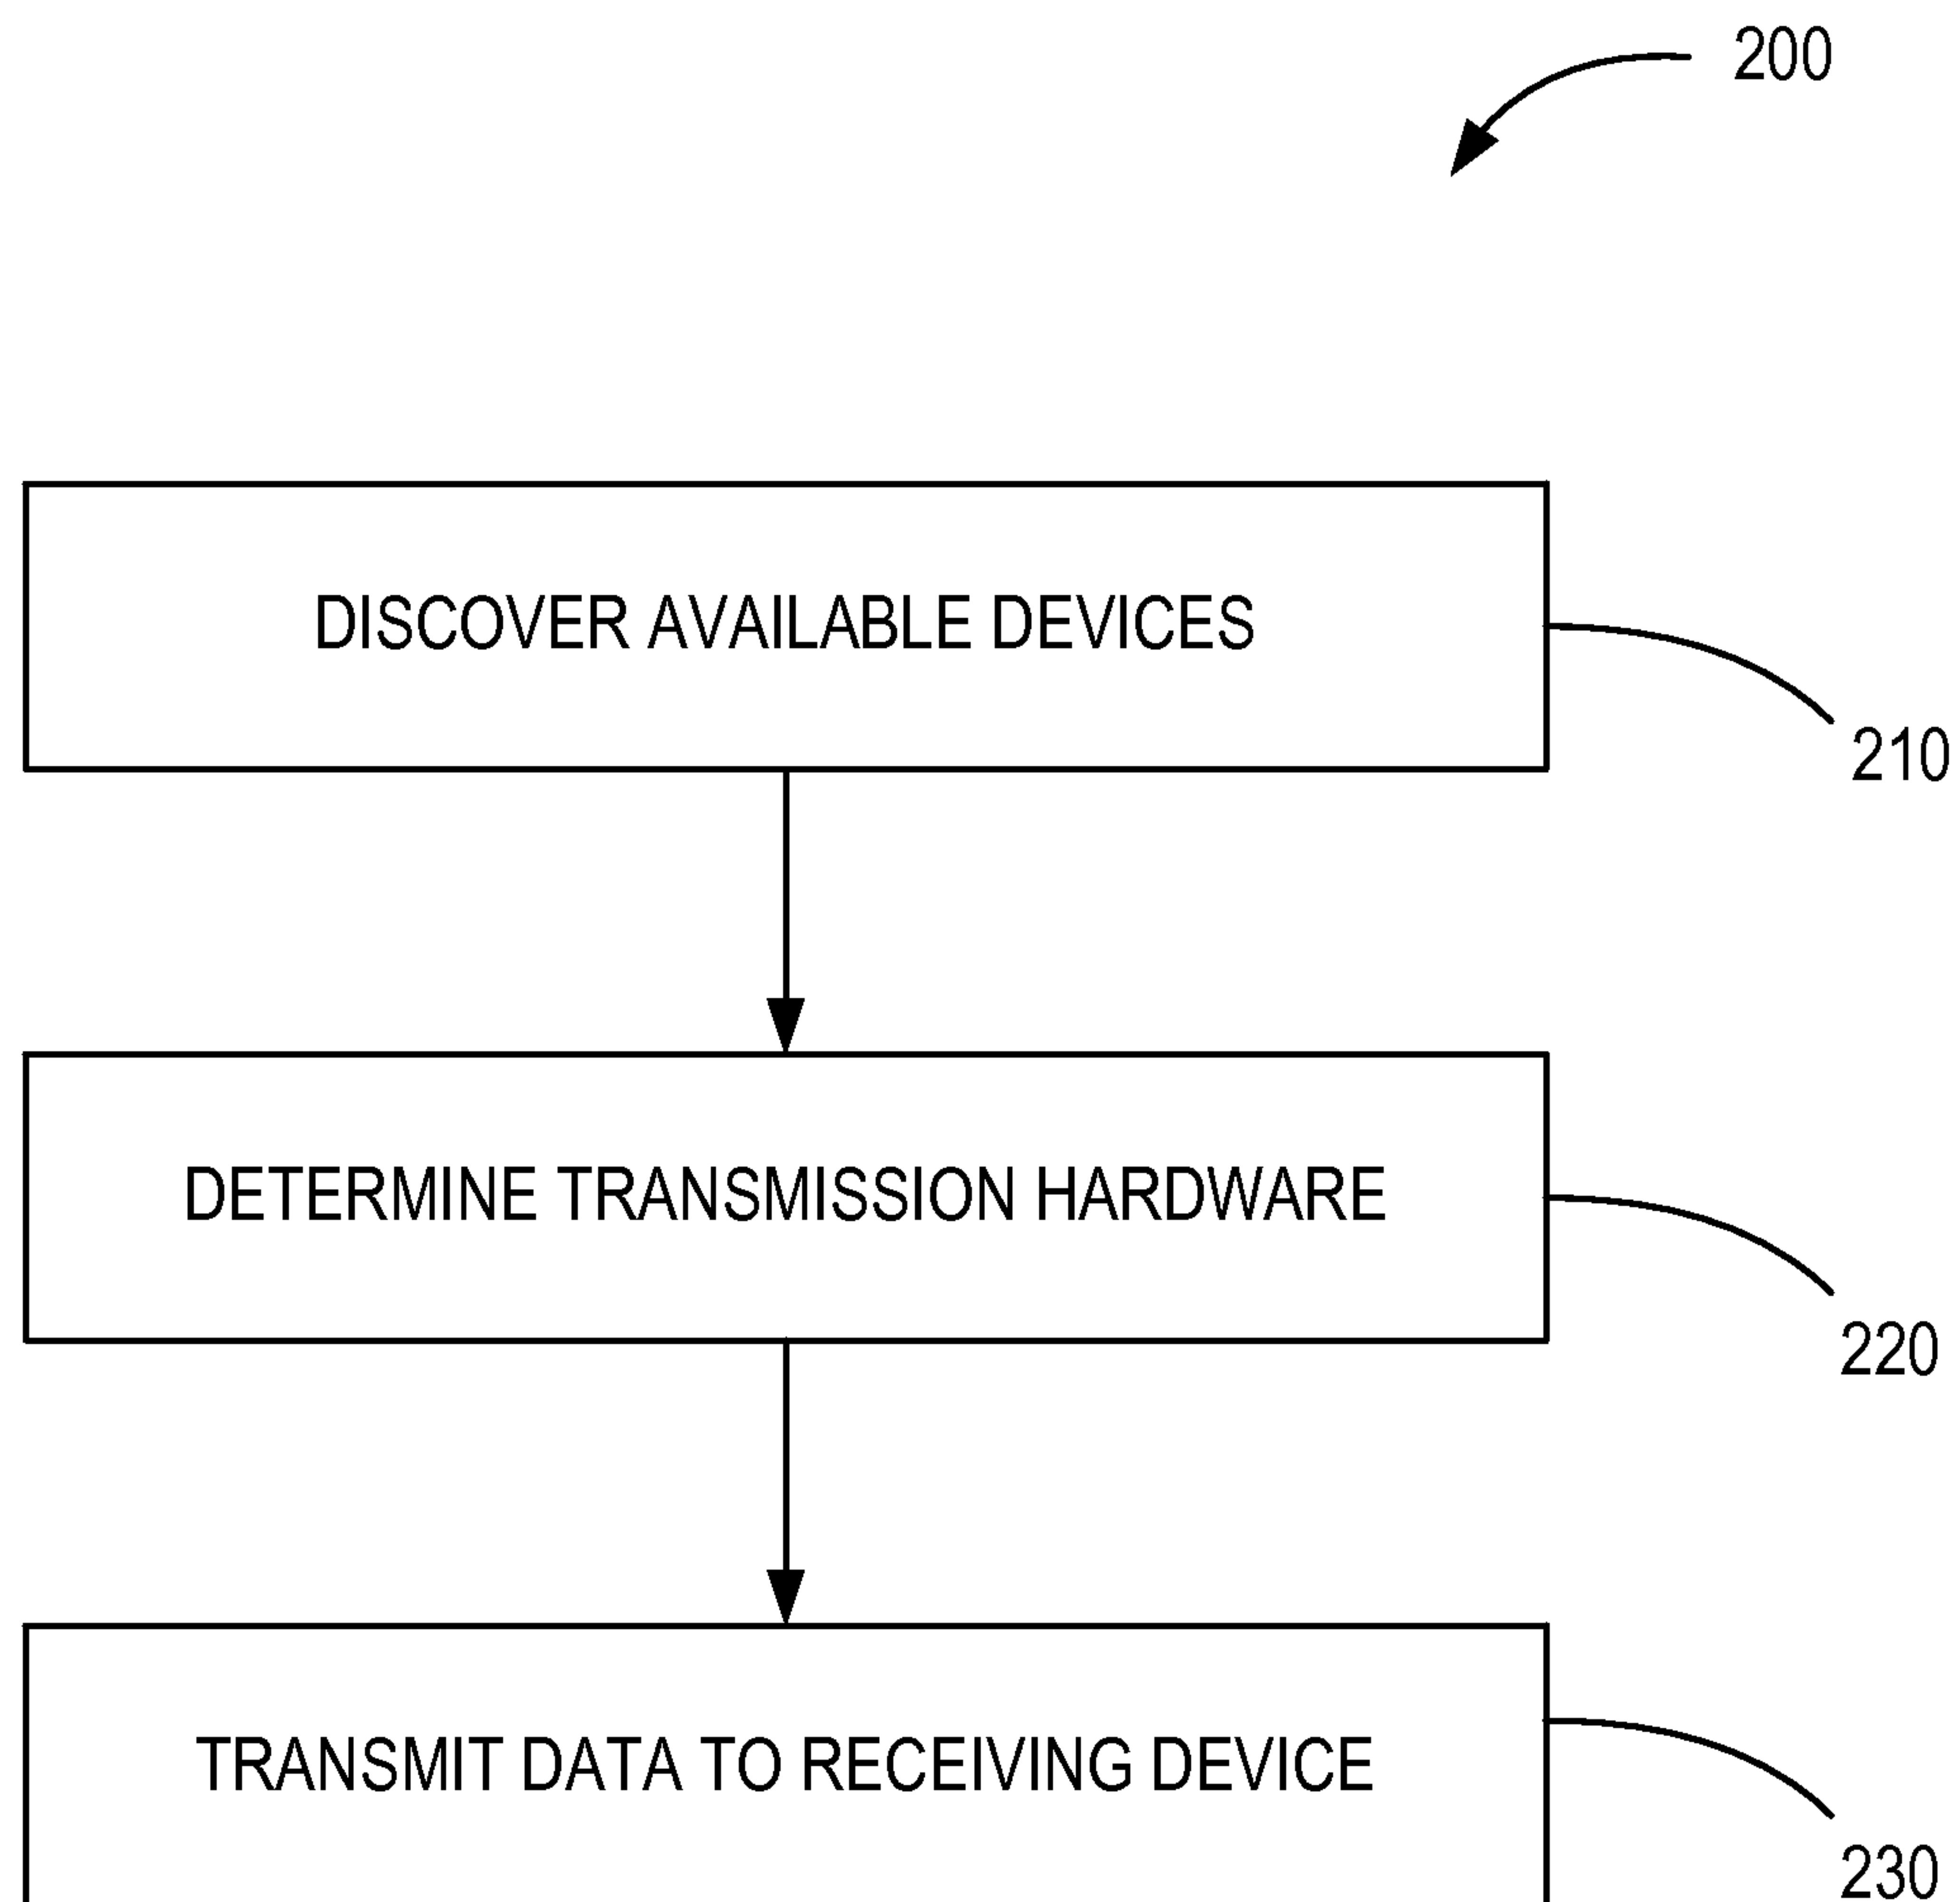 200
DISCOVER AVAILABLE DEVICES
210
DETERMINE TRANSMISSION HARDWARE
220
TRANSMIT DATA TO RECEIVING DEVICE
230